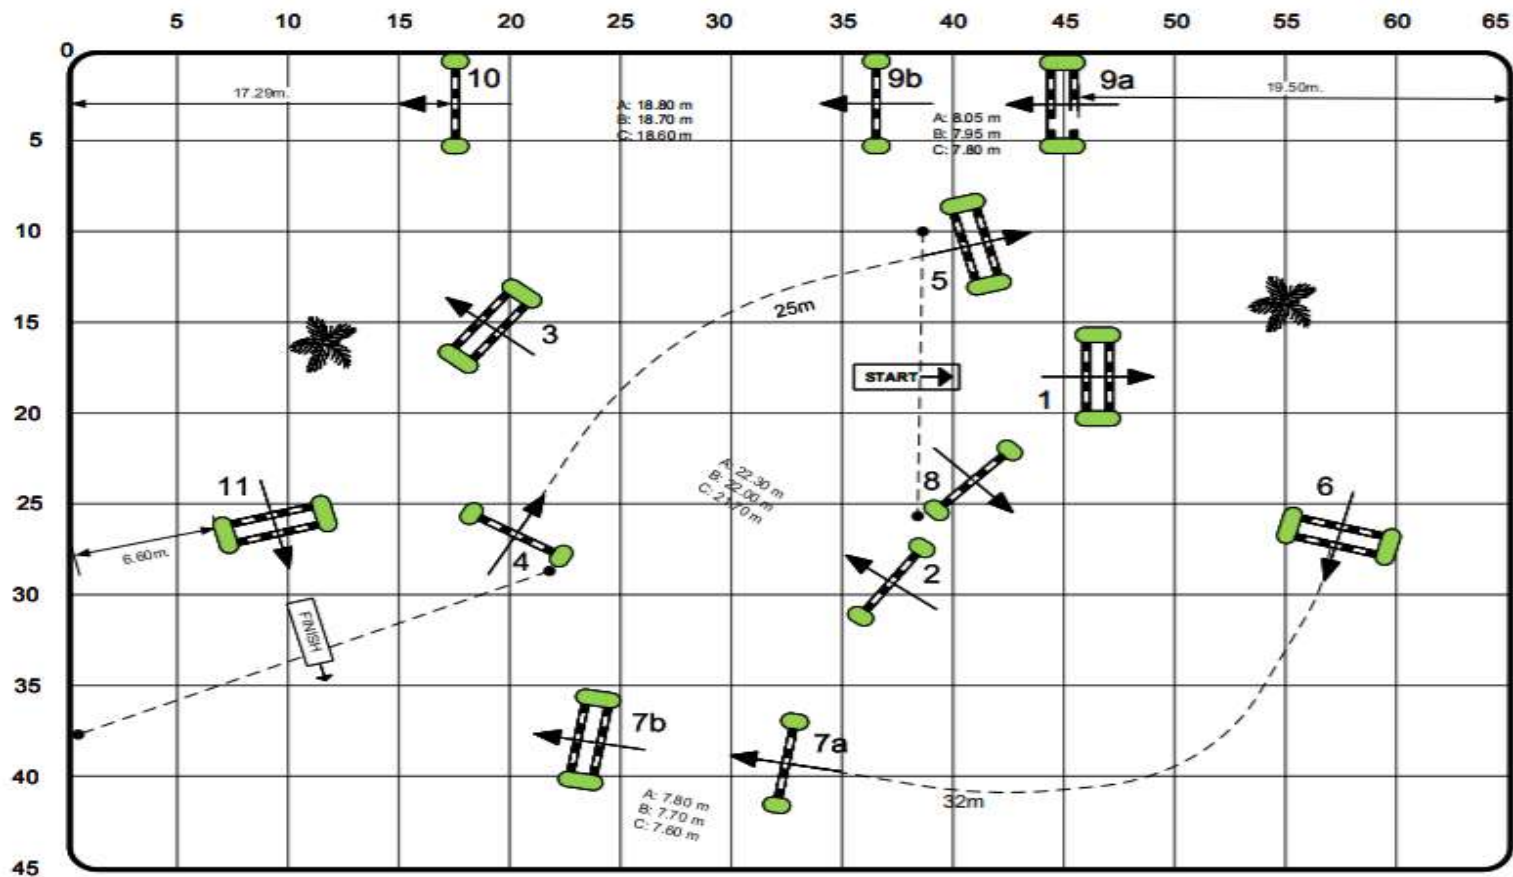 5 10 15 20 25 30 35 40 45 50 55 60 65
0
10 9b 9a
17.29m. 19.50m.
A: 18.80 m
B: 18.70 m
C: 18.60 m
A: 8.05 m
B: 7.95 m
C: 7.80 m
5
10
5
25m
15
3
START
1
20
A: 22.30 m
B: 22.00 m
C: 21.70 m
8
11
6
25
6.60m.
4
2
30
FINISH
35
7b
7a
40
A: 7.80 m
B: 7.70 m
C: 7.60 m
32m
45